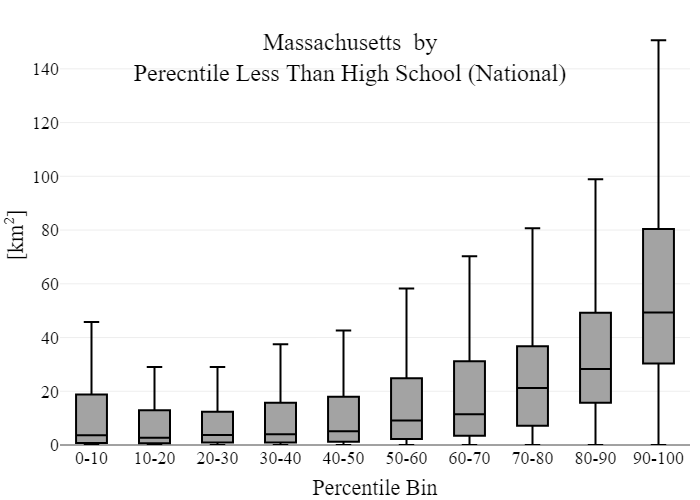 Massachusetts by
Perecntile Less Than High School (National)
140
120
100
80
60
40
20
0
[km²]
0-10 10-20 20-30 30-40 40-50 50-60 60-70 70-80 80-90 90-100
Percentile Bin